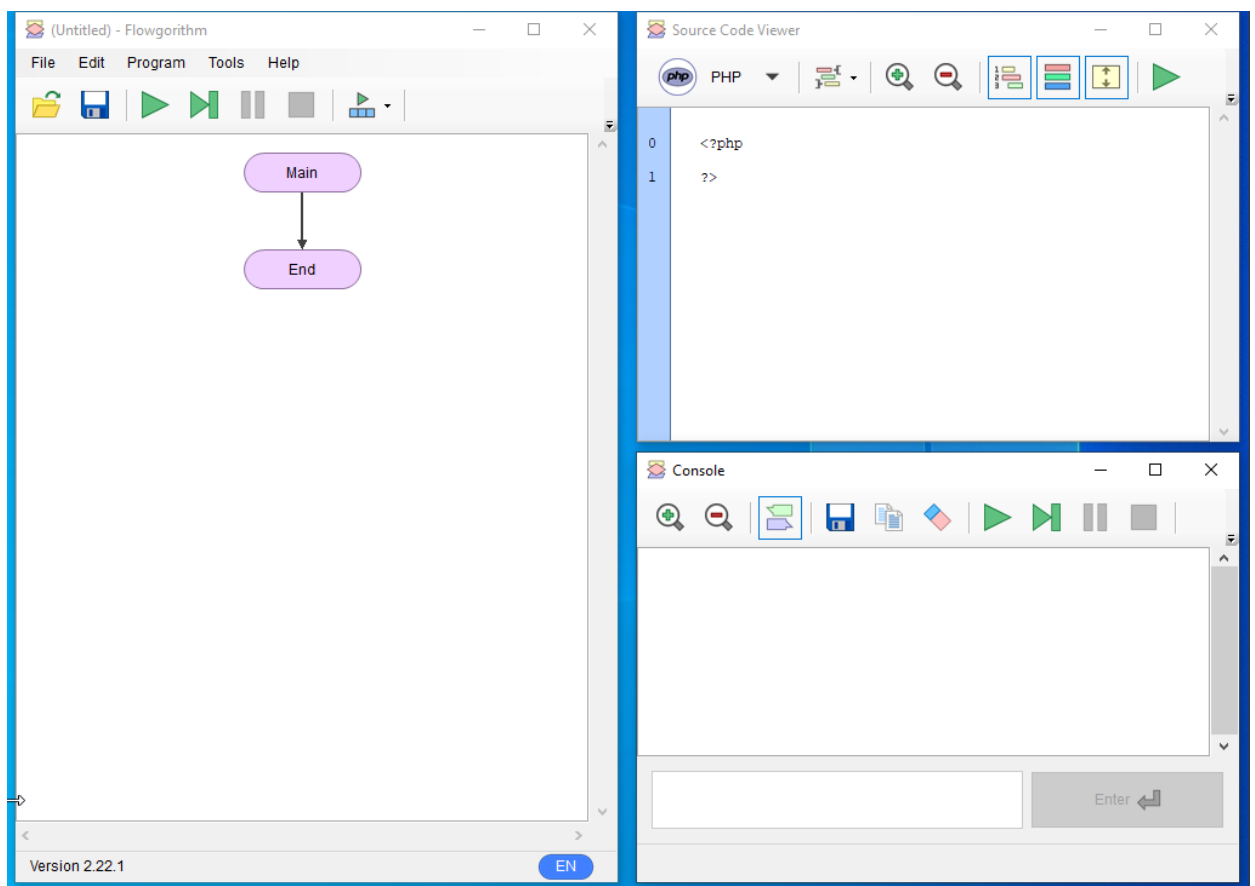 (Untitled) - Flowgorithm
File Edit Program Tools Help
Main
End
Version 2.22.1
EN
Source Code Viewer
php PHP
0 <?php
1 ?>
Console
Enter